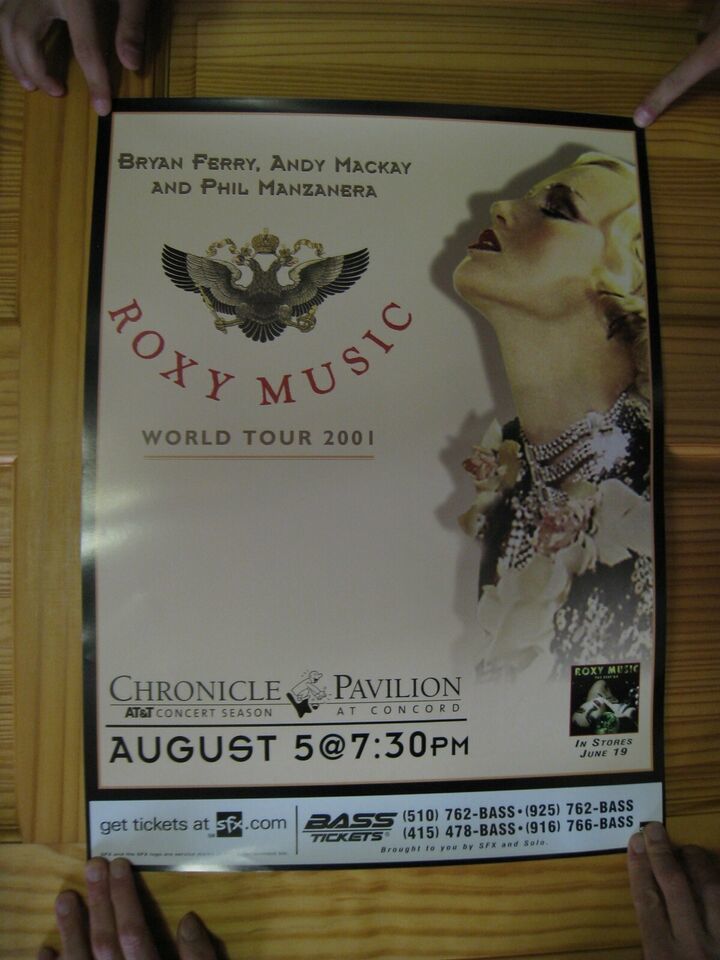 BRYAN FERRY, ANDY MACKAY
AND PHIL MANZANERA
ROXY MUSIC
WORLD TOUR 2001
CHRONICLE PAVILION
AT&T CONCERT SEASON AT CONCORD
AUGUST 5@7:30PM
ROXY MUSIC
IN STORES
JUNE 19
get tickets at sfx.com
BASS
TICKETS®
(510) 762-BASS • (925) 762-BASS
(415) 478-BASS • (916) 766-BASS
Brought to you by SFX and Solo.